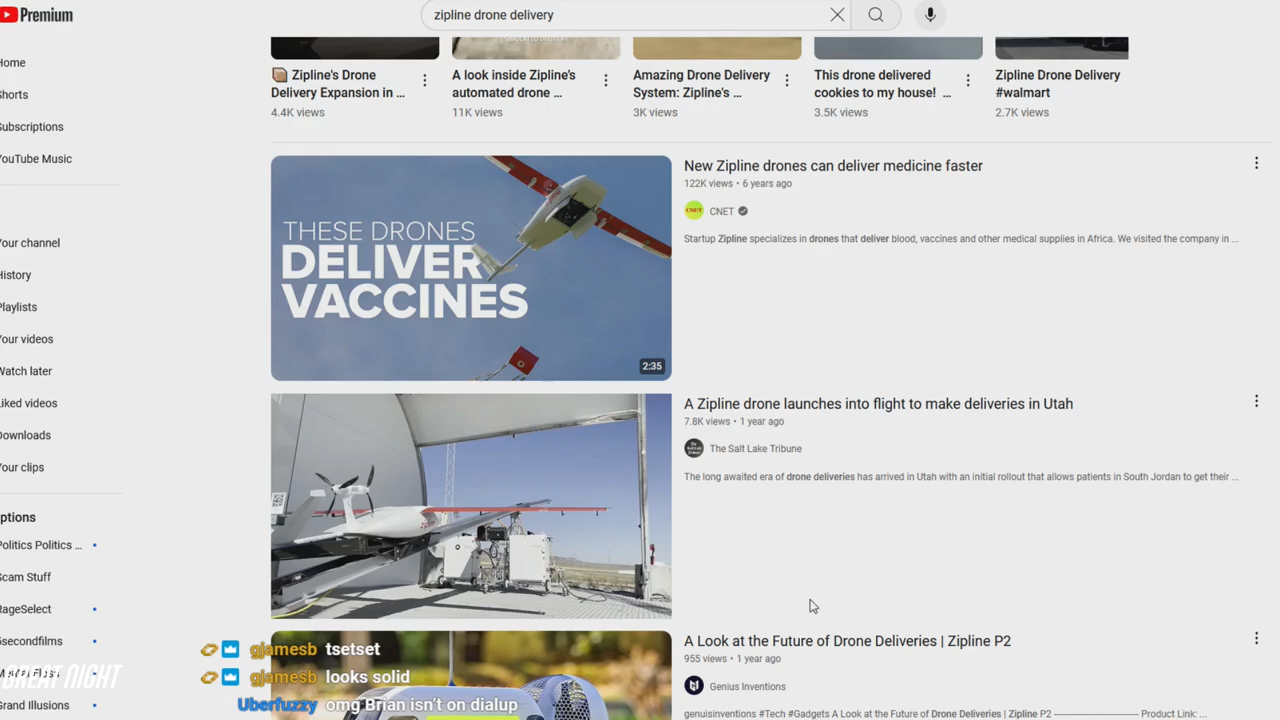 Premium
zipline drone delivery
Home
Shorts
Subscriptions
YouTube Music
Your channel
History
Playlists
Your videos
Watch later
Liked videos
Downloads
Your clips
ptions
Politics Politics ...
Scam Stuff
RageSelect
5secondfilms
Grand Illusions
GREAT NIGHT
Zipline's Drone
Delivery Expansion in ...
4.4K views
A look inside Zipline's
automated drone ...
11K views
Amazing Drone Delivery
System: Zipline's ...
3K views
This drone delivered
cookies to my house! ...
3.5K views
Zipline Drone Delivery
#walmart
2.7K views
THESE DRONES
DELIVER
VACCINES
2:35
New Zipline drones can deliver medicine faster
122K views • 6 years ago
CNET
CNET
Startup Zipline specializes in drones that deliver blood, vaccines and other medical supplies in Africa. We visited the company in ...
A Zipline drone launches into flight to make deliveries in Utah
7.8K views • 1 year ago
The Salt Lake Tribune
The long awaited era of drone deliveries has arrived in Utah with an initial rollout that allows patients in South Jordan to get their ...
A Look at the Future of Drone Deliveries | Zipline P2
955 views • 1 year ago
Genius Inventions
genuisinventions #Tech #Gadgets A Look at the Future of Drone Deliveries | Zipline P2 ——————— Product Link: ...
gjamesb tsetset
gjamesb looks solid
Uberfuzzy omg Brian isn't on dialup